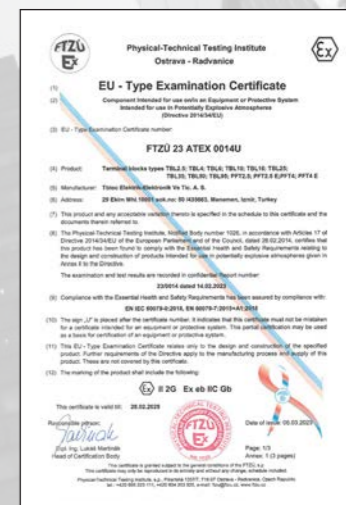 FTZÚ
Ex
Physical-Technical Testing Institute
Ostrava - Radvanice
Ex
(1) EU - Type Examination Certificate
(2) Component Intended for use on/in an Equipment or Protective System
Intended for use in Potentially Explosive Atmospheres
(Directive 2014/34/EU)
(3) EU - Type Examination Certificate number:
FTZÚ 23 ATEX 0014U
(4) Product: Terminal blocks types TBL2.5; TBL4; TBL6; TBL10; TBL16; TBL25;
TBL35; TBL50; TBL95; PFT2.5; PFT2.5 E;PFT4; PFT4 E
(5) Manufacturer: Elektrik-Elektronik Ve Tic. A. S.
(6) Address: 29 Ekim Mh( 10001 sok.no: Menemen, Izmir, Turkey
(7) This product and any acceptable variation thereto is specified in the schedule to this certificate and the
documents therein referred to.
(8) The Physical-Technical Testing Institute, Notified Body number 1026, in accordance with Articles 17 of
Directive 2014/34/EU of the European Parliament and of the Council, dated 26.02.2014, certifies that
this product has been found to comply with the Essential Health and Safety Requirements relating to
the design and construction of products intended for use in potentially explosive atmospheres given in
Annex II to the Directive.
The examination and test results are recorded in confidential Report number:
23/0014 dated 14.02.2023
(9) Compliance with the Essential Health and Safety Requirements has been assured by compliance with:
EN IEC 60079-0:2018, EN 60079-7:2015+A1:2018
(10) The sign „U" is placed after the certificate number. It indicates that this certificate must not be mistaken
for a certificate intended for an equipment or protective system. This partial certification may be used
as a basis for certification of an equipment or protective system.
(11) This EU - Type Examination Certificate relates only to the design and construction of the specified
product. Further requirements of the Directive apply to the manufacturing process and supply of this
product. These are not covered by this certificate.
(12) The marking of the product shall include the following:
Ex II 2G Ex eb IIC Gb
This certificate is valid till: 28.02.2028
Responsible person:
Date of issue: 05.03.2023
Dipl. Ing. Lukáš Martinák
Head of Certification Body
FTZÚ
Ex
Page: 1/3
Annex: 1 (3 pages)
This certificate is granted subject to the general conditions of the FTZÚ, s.p.
This certificate may only be reproduced in its entirety and without any change, schedule included.